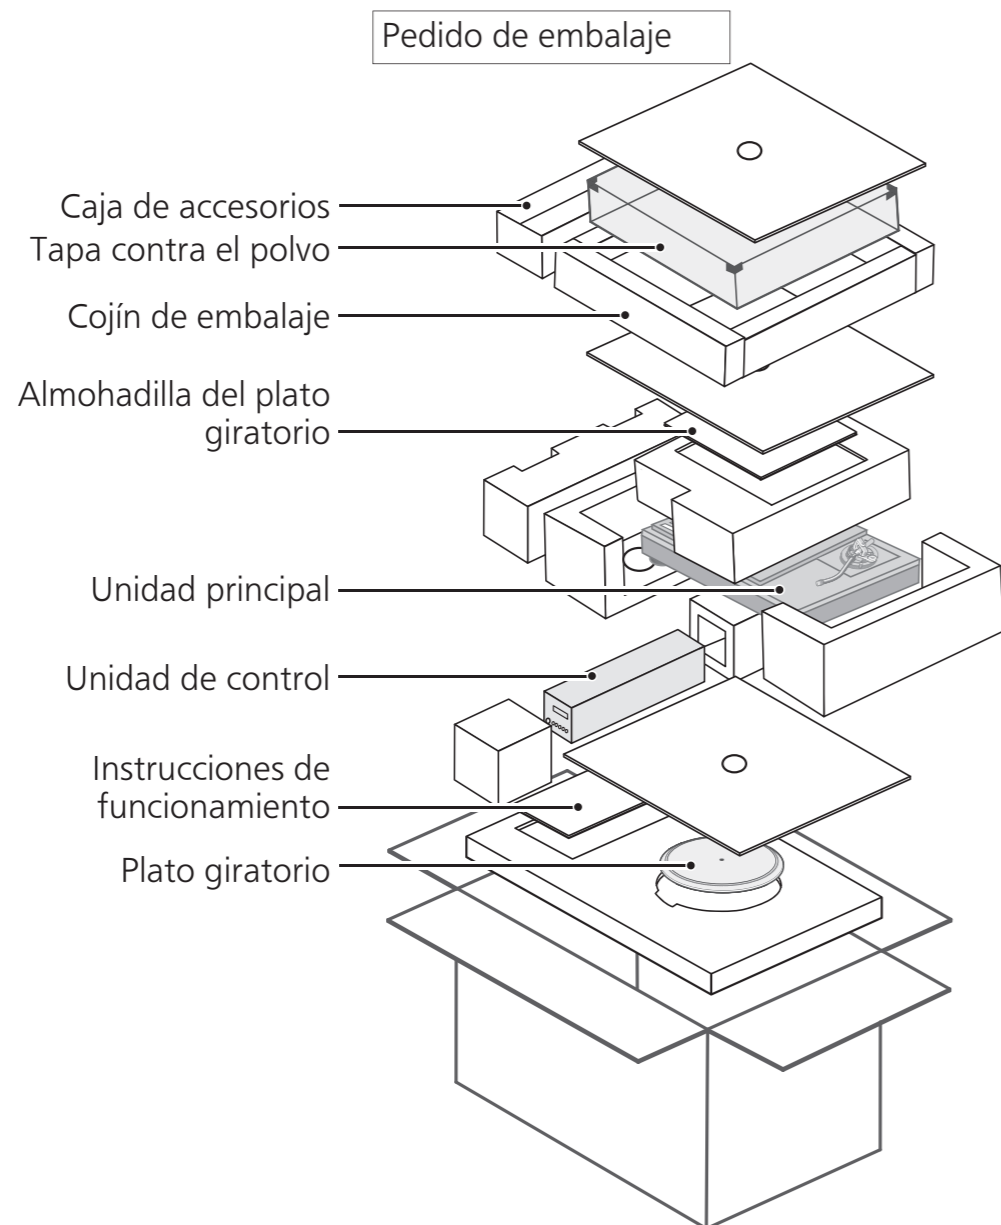 Pedido de embalaje
Caja de accesorios
Tapa contra el polvo
Cojín de embalaje
Almohadilla del plato
giratorio
Unidad principal
Unidad de control
Instrucciones de
funcionamiento
Plato giratorio